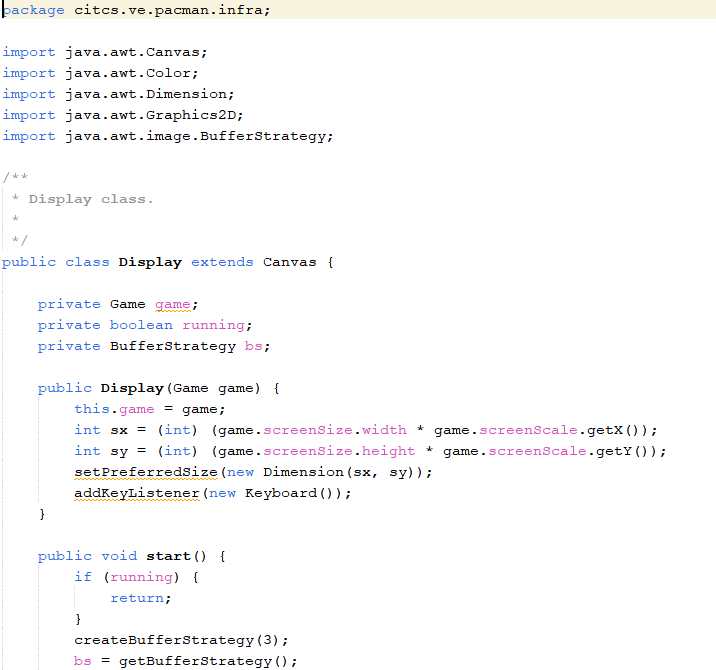 package citcs.ve.pacman.infra;
import java.awt.Canvas;
import java.awt.Color;
import java.awt.Dimension;
import java.awt.Graphics2D;
import java.awt.image.BufferStrategy;
/**
 * Display class.
 *
 */
public class Display extends Canvas {
    private Game game;
    private boolean running;
    private BufferStrategy bs;
    public Display(Game game) {
        this.game = game;
        int sx = (int) (game.screenSize.width * game.screenScale.getX());
        int sy = (int) (game.screenSize.height * game.screenScale.getY());
        setPreferredSize(new Dimension(sx, sy));
        addKeyListener(new Keyboard());
    }
    public void start() {
        if (running) {
            return;
        }
        createBufferStrategy(3);
        bs = getBufferStrategy();